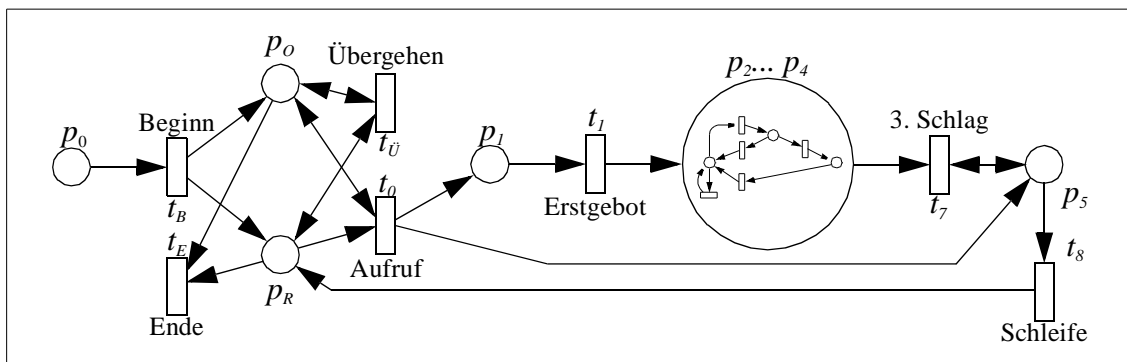 p_O
Übergehen
p_2... p_4
p_0
Beginn
p_1
t_1
3. Schlag
t_Ü
t_B
t_0
Erstgebot
t_7
p_5
t_E
Aufruf
t_8
p_R
Ende
Schleife